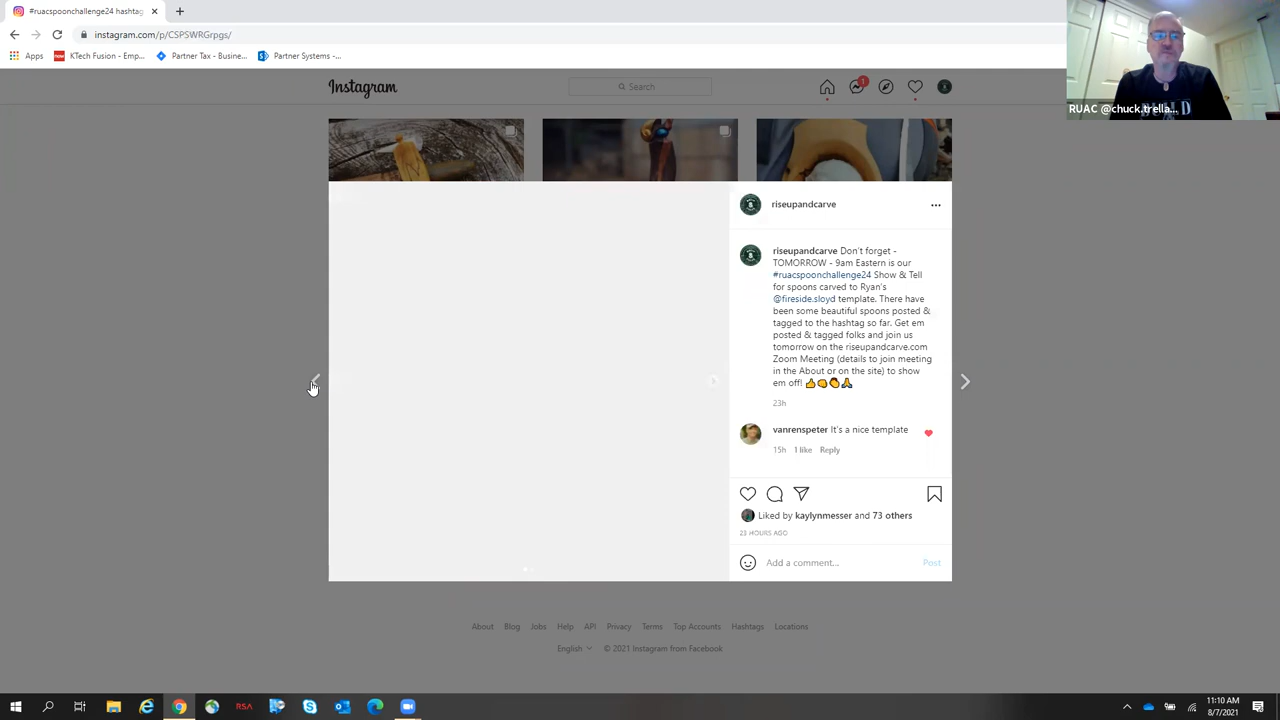 #ruacspoonchallenge24 hashtag
instagram.com/p/CSPSWRGrpgs/
Apps
KTech Fusion - Emp...
Partner Tax - Busine...
Partner Systems -...
Instagram
Search
1
RUAC @chuck.trella...
riseupandcarve
riseupandcarve Don't forget -
TOMORROW - 9am Eastern is our
#ruacspoonchallenge24 Show & Tell
for spoons carved to Ryan's
@fireside.sloyd template. There have
been some beautiful spoons posted &
tagged to the hashtag so far. Get em
posted & tagged folks and join us
tomorrow on the riseupandcarve.com
Zoom Meeting (details to join meeting
in the About or on the site) to show
em off! 👍👊👏🙏
23h
vanrenspeter It's a nice template
15h 1 like Reply
Liked by kaylynmesser and 73 others
23 HOURS AGO
Add a comment...
Post
About Blog Jobs Help API Privacy Terms Top Accounts Hashtags Locations
English © 2021 Instagram from Facebook
RSA
11:10 AM
8/7/2021